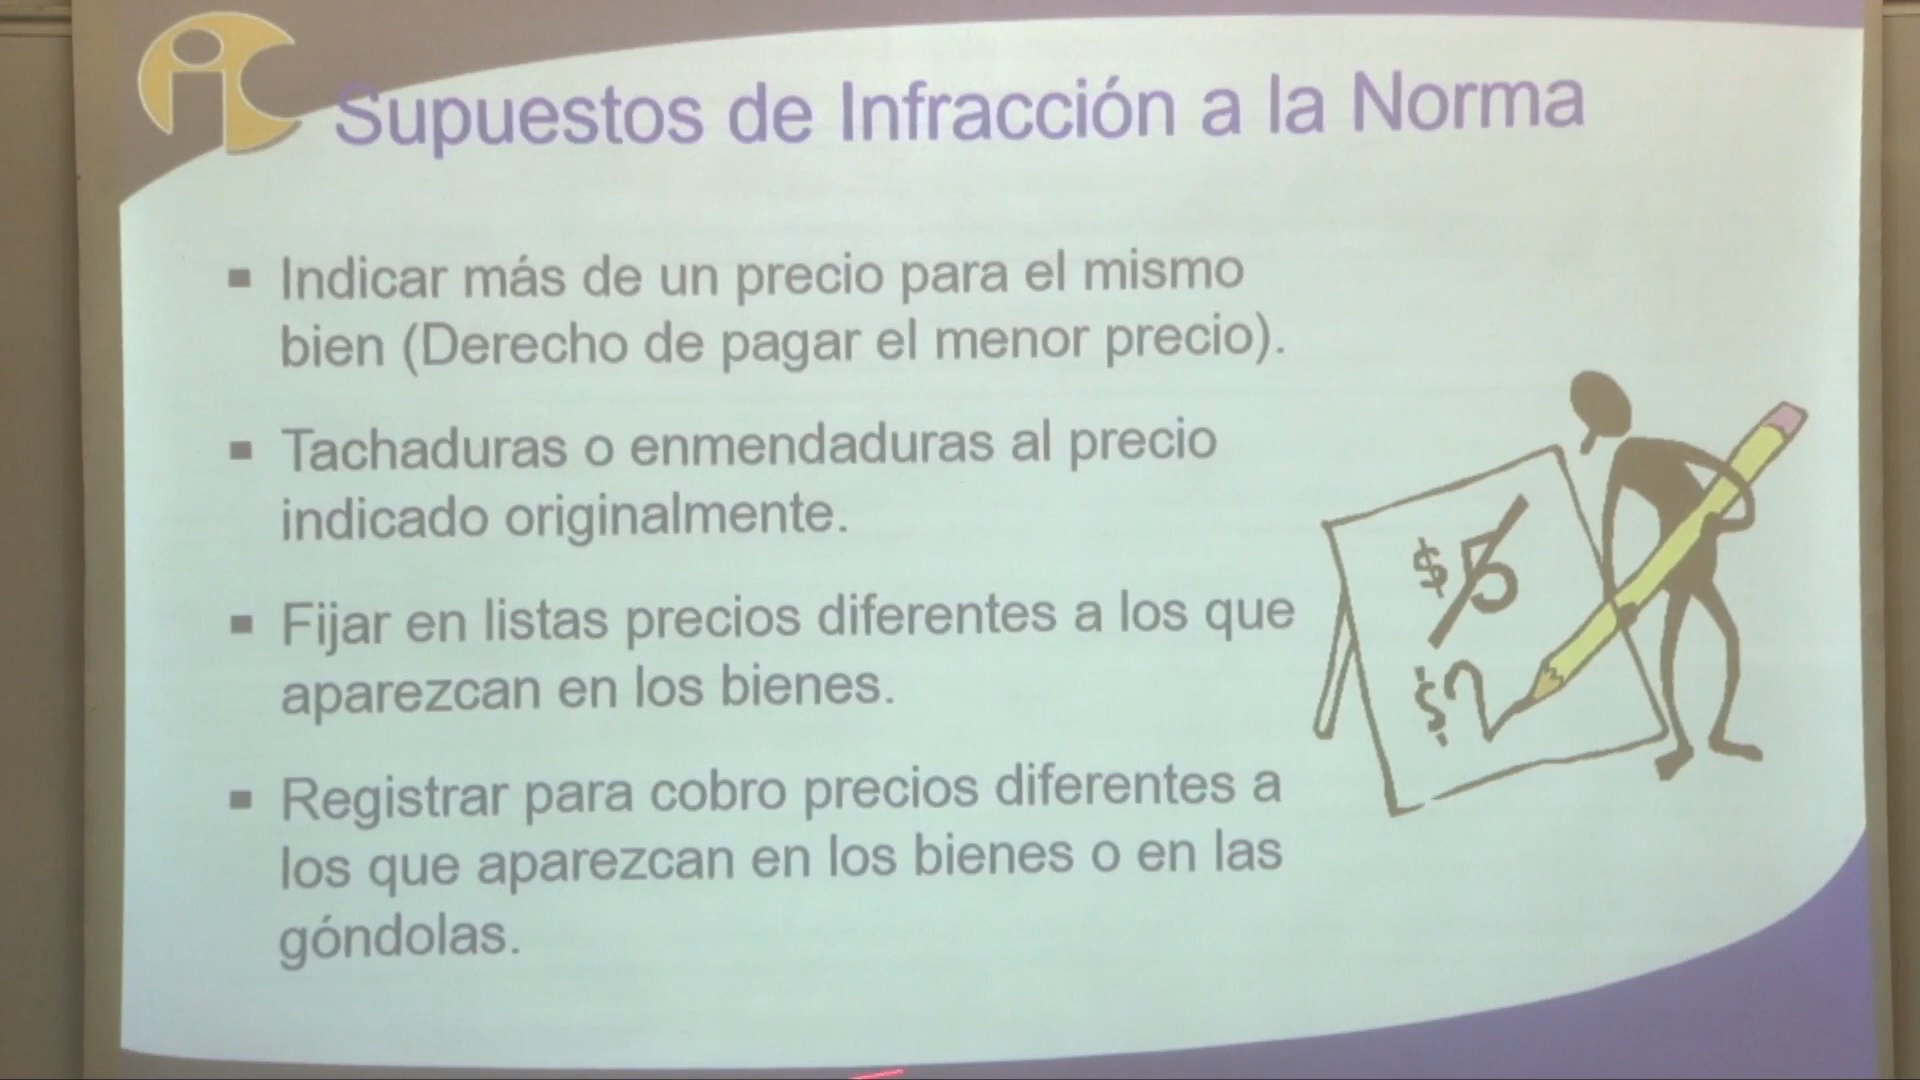 Supuestos de Infracción a la Norma
Indicar más de un precio para el mismo
bien (Derecho de pagar el menor precio).
Tachaduras o enmendaduras al precio
indicado originalmente.
Fijar en listas precios diferentes a los que
aparezcan en los bienes.
Registrar para cobro precios diferentes a
los que aparezcan en los bienes o en las
góndolas.
$5
$2